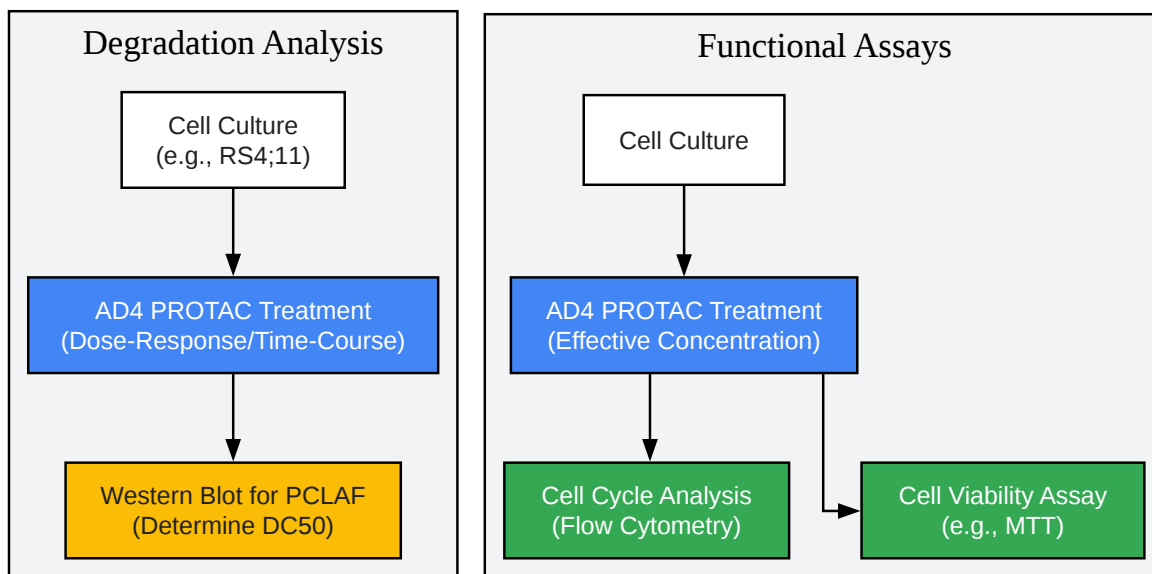 Degradation Analysis
Cell Culture
(e.g., RS4;11)
AD4 PROTAC Treatment
(Dose-Response/Time-Course)
Western Blot for PCLAF
(Determine DC50)
Functional Assays
Cell Culture
AD4 PROTAC Treatment
(Effective Concentration)
Cell Cycle Analysis
(Flow Cytometry)
Cell Viability Assay
(e.g., MTT)